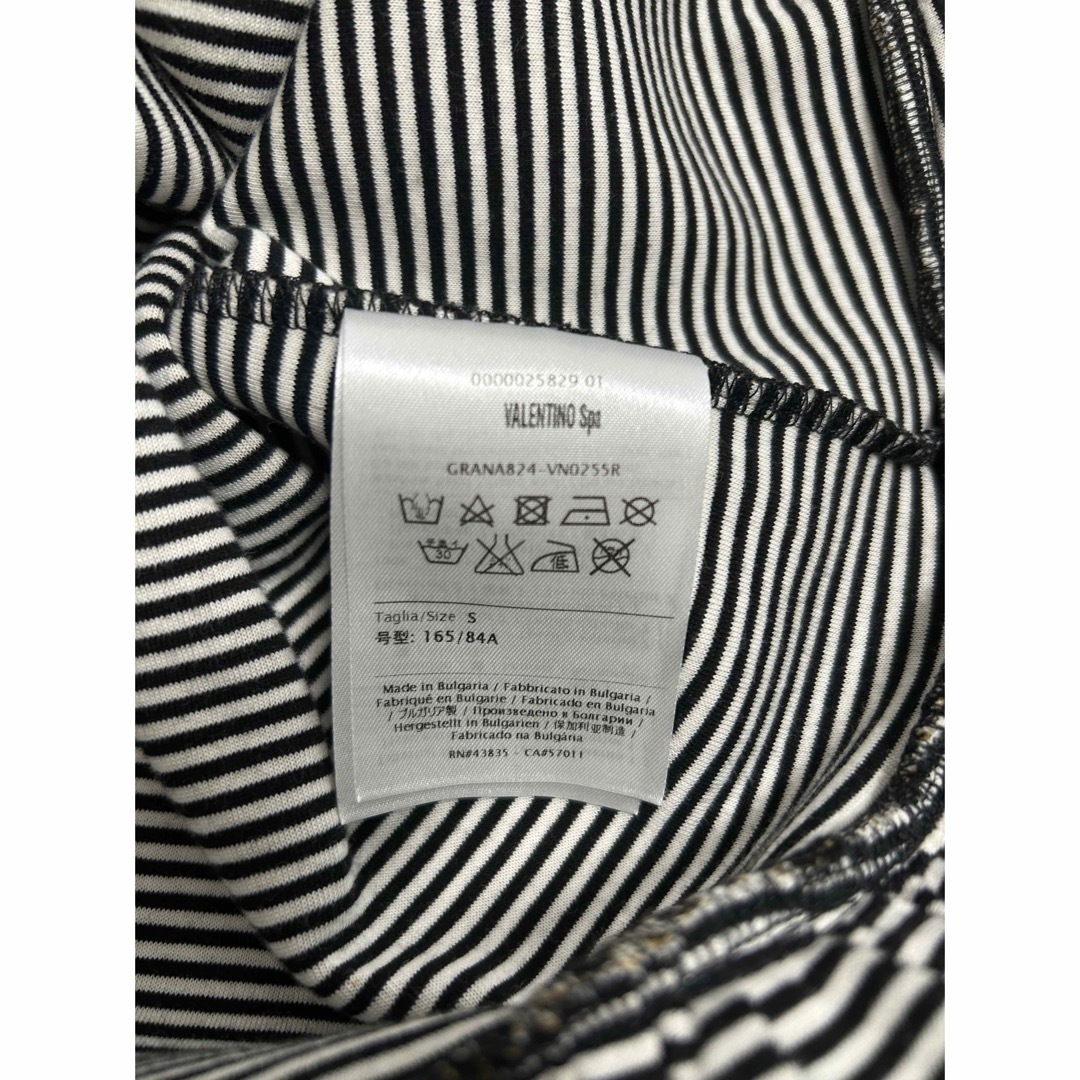 0000025829 01
VALENTINO Spa
GRANA824-VN0255R
30
低
Taglia/Size S
号型: 165/84A
Made in Bulgaria / Fabbricato in Bulgaria /
Fabriqué en Bulgarie / Fabricado en Bulgaria
/ ブルガリア製 / Произведено в Болгарии /
Hergestellt in Bulgarien / 保加利亚制造 /
Fabricado na Bulgária
RN#43835 - CA#57011